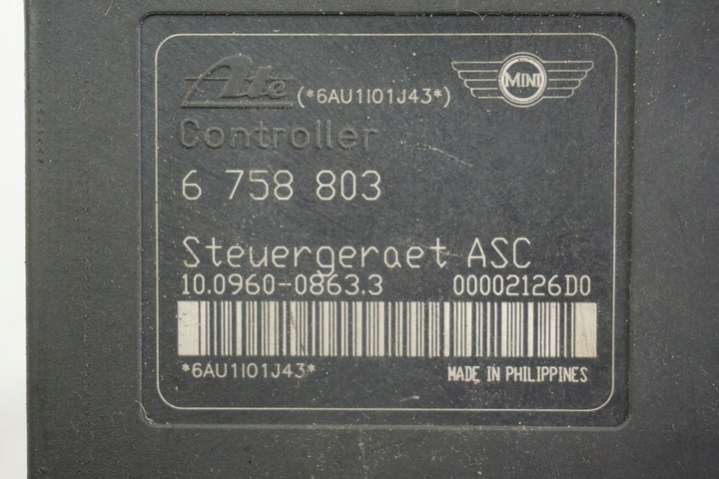 Ate (*6AU1I01J43*) MINI
Controller
6 758 803
Steuergeraet ASC
10.0960-0863.3 00002126D0
*6AU1I01J43* MADE IN PHILIPPINES